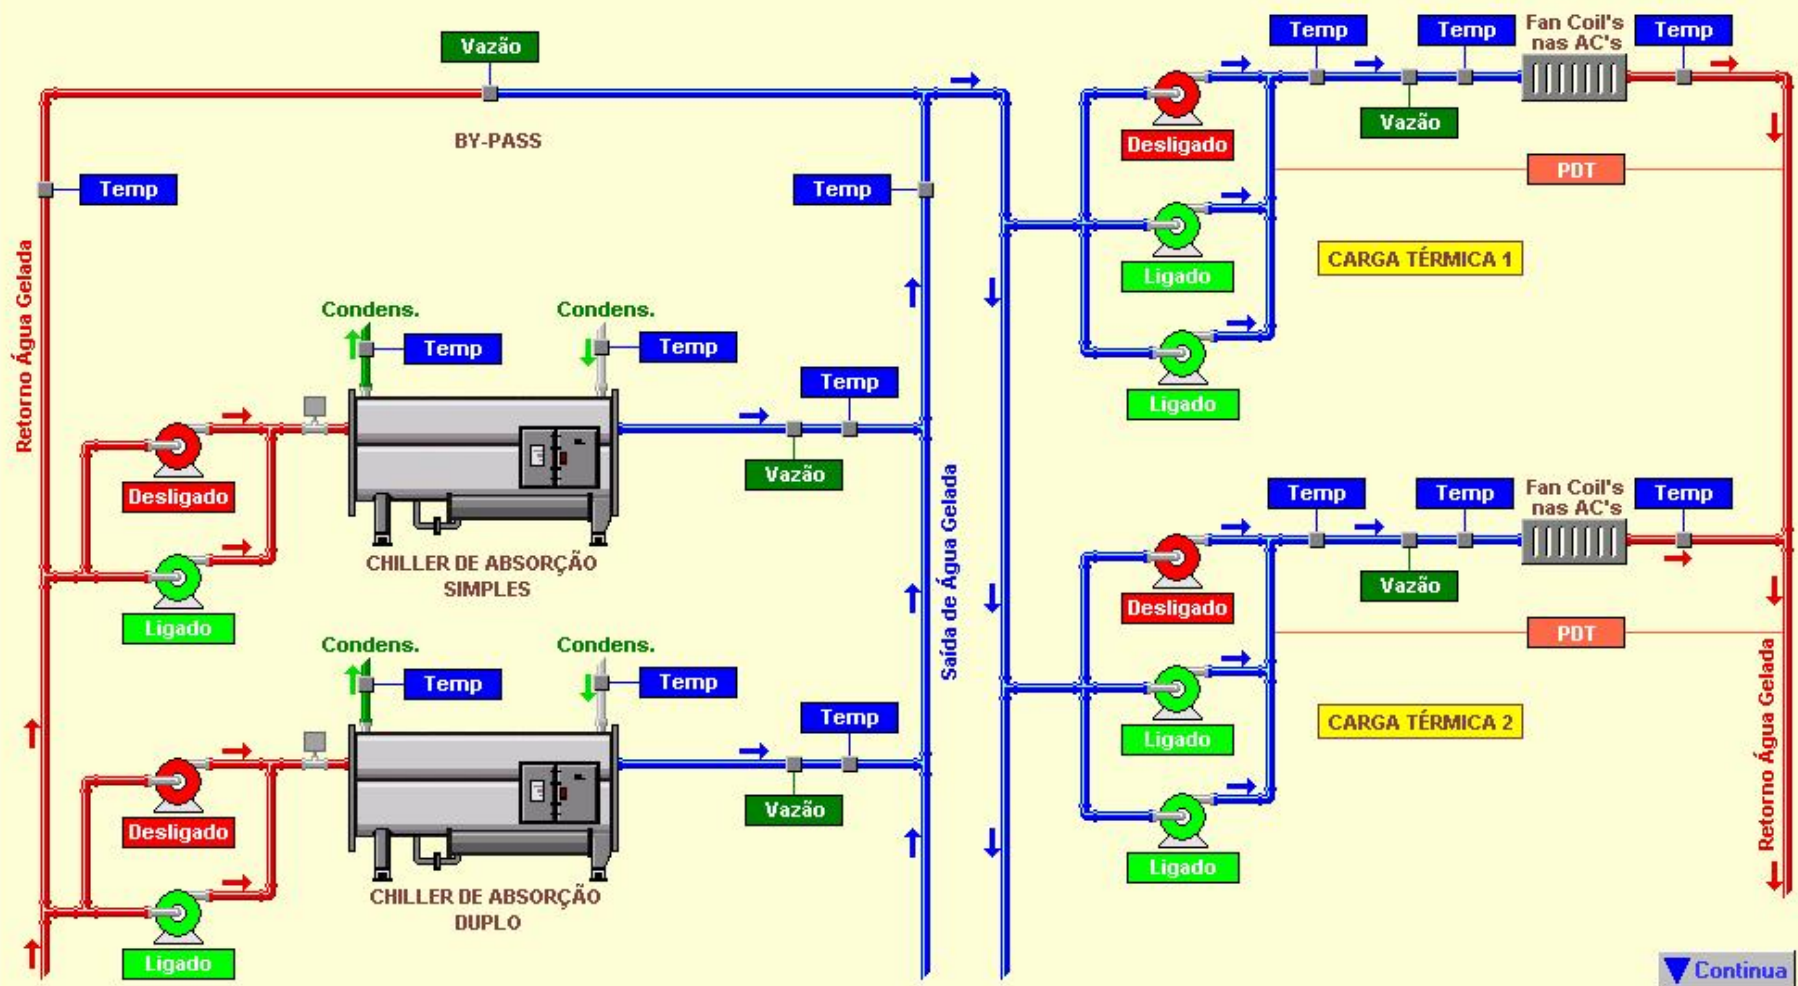 Vazão
BY-PASS
Temp
Temp
Retorno Água Gelada
Condens.
Condens.
Temp
Temp
Temp
Vazão
Desligado
CHILLER DE ABSORÇÃO
SIMPLES
Ligado
Condens.
Condens.
Temp
Temp
Temp
Vazão
Desligado
CHILLER DE ABSORÇÃO
DUPLO
Ligado
Saída de Água Gelada
Temp
Temp
Fan Coil's
nas AC's
Temp
Vazão
Desligado
PDT
Ligado
CARGA TÉRMICA 1
Ligado
Temp
Temp
Fan Coil's
nas AC's
Temp
Vazão
Desligado
PDT
Ligado
CARGA TÉRMICA 2
Ligado
Retorno Água Gelada
Continua